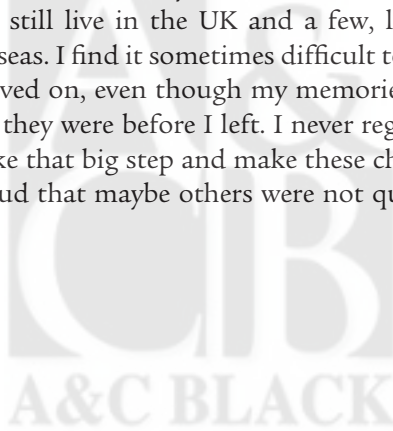 still live in the UK and a few, l
seas. I find it sometimes difficult t
ved on, even though my memorie
they were before I left. I never reg
ke that big step and make these ch
ud that maybe others were not qu
A&
CB
A&C BLACK